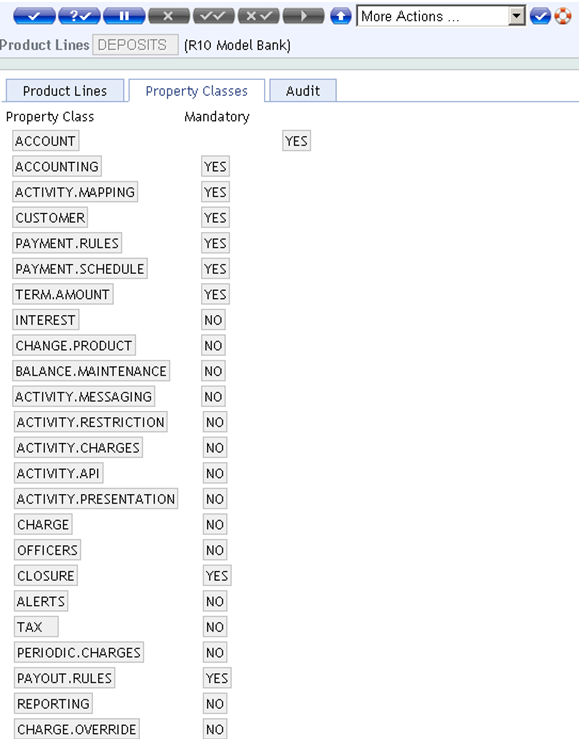 More Actions ...
Product Lines DEPOSITS (R10 Model Bank)
Product Lines Property Classes Audit
Property Class Mandatory
ACCOUNT YES
ACCOUNTING YES
ACTIVITY.MAPPING YES
CUSTOMER YES
PAYMENT.RULES YES
PAYMENT.SCHEDULE YES
TERM.AMOUNT YES
INTEREST NO
CHANGE.PRODUCT NO
BALANCE.MAINTENANCE NO
ACTIVITY.MESSAGING NO
ACTIVITY.RESTRICTION NO
ACTIVITY.CHARGES NO
ACTIVITY.API NO
ACTIVITY.PRESENTATION NO
CHARGE NO
OFFICERS NO
CLOSURE YES
ALERTS NO
TAX NO
PERIODIC.CHARGES NO
PAYOUT.RULES YES
REPORTING NO
CHARGE.OVERRIDE NO